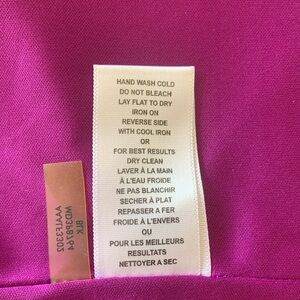 HAND WASH COLD
DO NOT BLEACH
LAY FLAT TO DRY
IRON ON
REVERSE SIDE
WITH COOL IRON
OR
FOR BEST RESULTS
DRY CLEAN
LAVER À LA MAIN
À L'EAU FROIDE
NE PAS BLANCHIR
SECHER À PLAT
REPASSER A FER
FROIDE À L'ENVERS
OU
POUR LES MEILLEURS
RESULTATS
NETTOYER A SEC
BLK